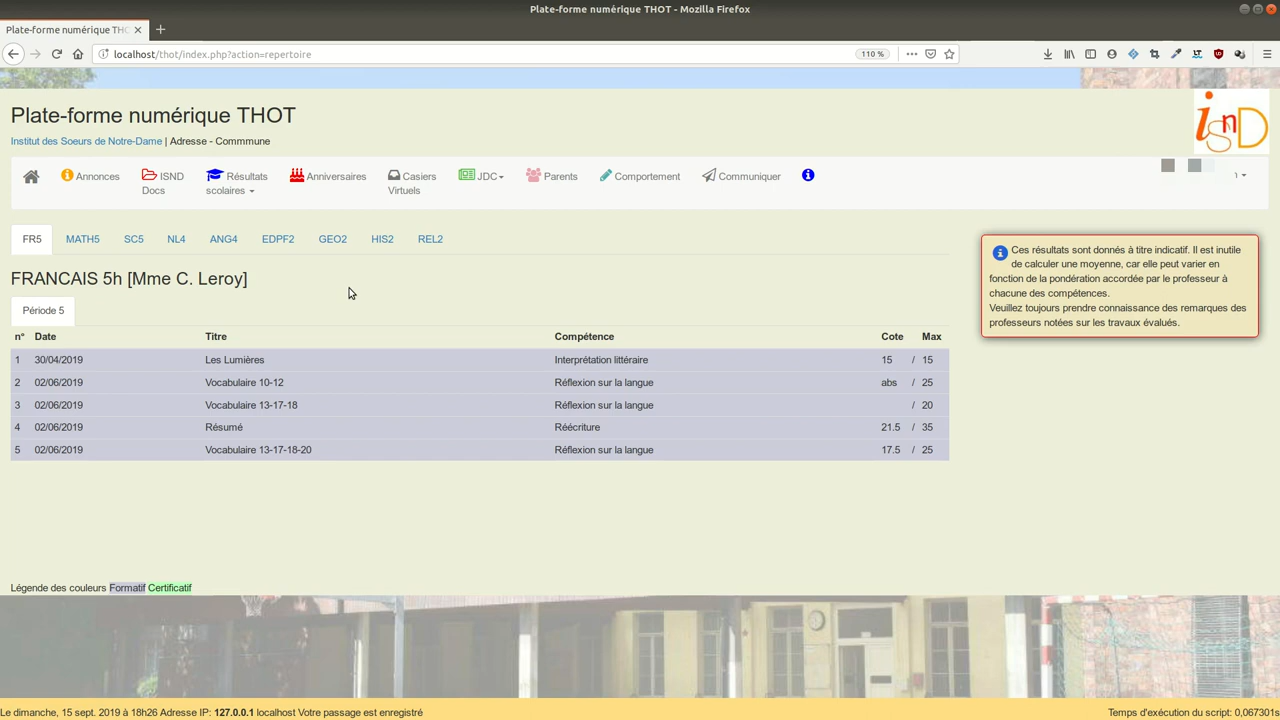 Plate-forme numérique THOT - Mozilla Firefox
Plate-forme numérique THO
localhost/thot/index.php?action=repertoire
110 %
Plate-forme numérique THOT
Institut des Soeurs de Notre-Dame | Adresse - Commmune
isnD
Annonces
ISND Docs
Résultats scolaires
Anniversaires
Casiers Virtuels
JDC
Parents
Comportement
Communiquer
FR5 MATH5 SC5 NL4 ANG4 EDPF2 GEO2 HIS2 REL2
Ces résultats sont donnés à titre indicatif. Il est inutile
de calculer une moyenne, car elle peut varier en
fonction de la pondération accordée par le professeur à
chacune des compétences.
Veuillez toujours prendre connaissance des remarques des
professeurs notées sur les travaux évalués.
FRANCAIS 5h [Mme C. Leroy]
Période 5
n° Date Titre Compétence Cote Max
1 30/04/2019 Les Lumières Interprétation littéraire 15 / 15
2 02/06/2019 Vocabulaire 10-12 Réflexion sur la langue abs / 25
3 02/06/2019 Vocabulaire 13-17-18 Réflexion sur la langue / 20
4 02/06/2019 Résumé Réécriture 21.5 / 35
5 02/06/2019 Vocabulaire 13-17-18-20 Réflexion sur la langue 17.5 / 25
Légende des couleurs Formatif Certificatif
Le dimanche, 15 sept. 2019 à 18h26 Adresse IP: 127.0.0.1 localhost Votre passage est enregistré
Temps d'exécution du script: 0,067301s